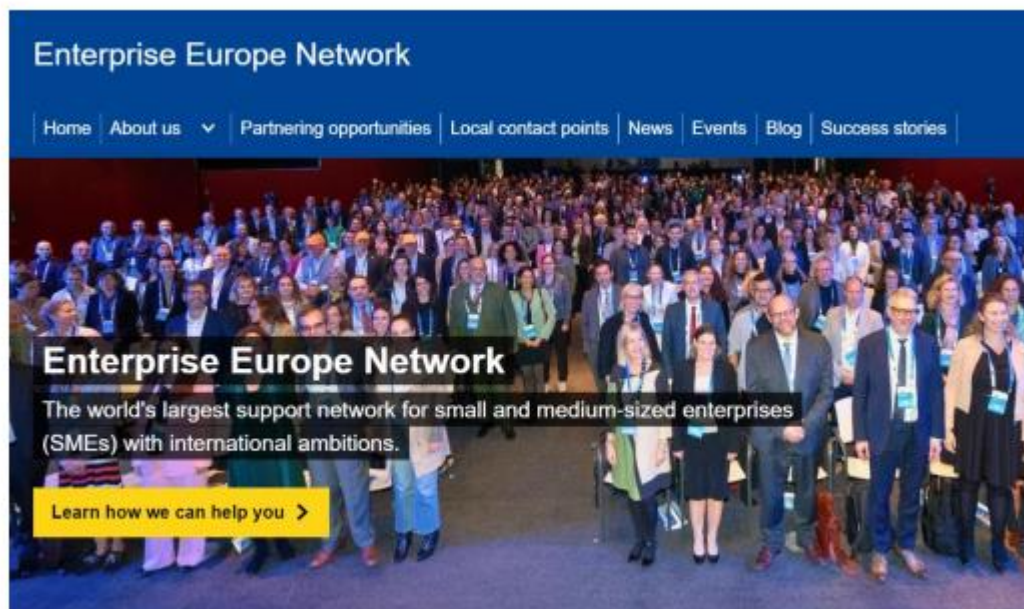 Enterprise Europe Network
Home About us Partnering opportunities Local contact points News Events Blog Success stories
Enterprise Europe Network
The world's largest support network for small and medium-sized enterprises
(SMEs) with international ambitions.
Learn how we can help you